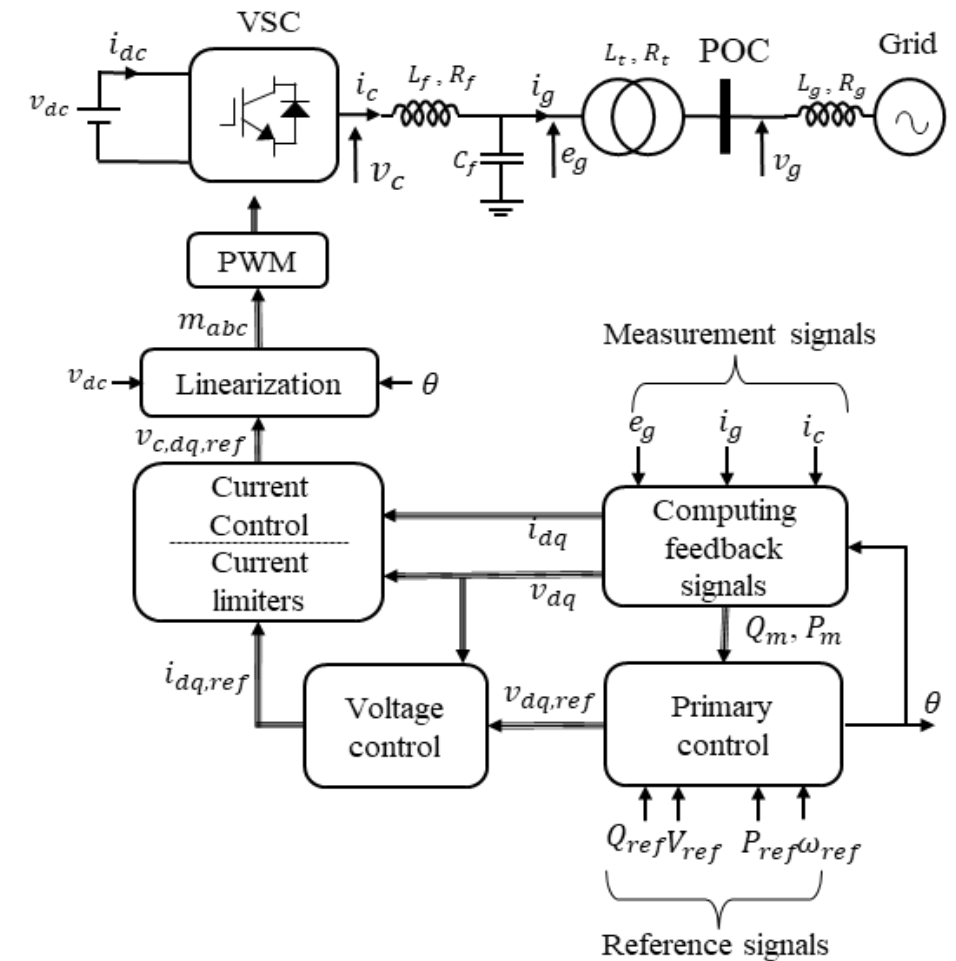 VSC
Grid
POC
i_dc
v_dc
i_c
L_f, R_f
i_g
L_t, R_t
L_g, R_g
v_c
C_f
e_g
v_g
PWM
m_abc
Measurement signals
v_dc
Linearization
θ
e_g
i_g
i_c
v_c,dq,ref
Current
Control
Current
limiters
i_dq
v_dq
Computing
feedback
signals
Q_m, P_m
i_dq,ref
Voltage
control
v_dq,ref
Primary
control
θ
Q_ref V_ref P_ref ω_ref
Reference signals